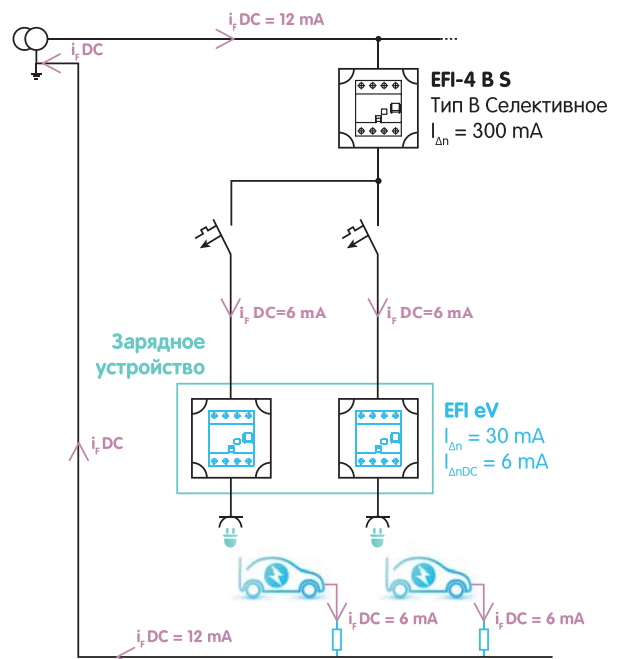 i_F DC = 12 mA
i_F DC
EFI-4 B S
Тип B Селективное
I_Δn = 300 mA
i_F DC=6 mA
i_F DC=6 mA
Зарядное
устройство
EFI eV
I_Δn = 30 mA
I_ΔnDC = 6 mA
i_F DC
i_F DC = 6 mA
i_F DC = 6 mA
i_F DC = 12 mA